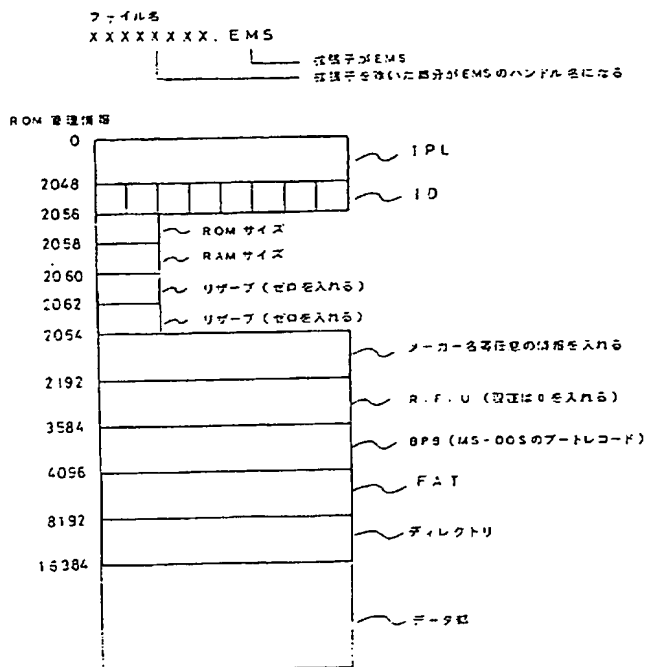 ファイル名
XXXXXXXX.EMS
拡張子がEMS
拡張子を除いた部分がEMSのハンドル名になる
ROM 管理情報
0
IPL
2048
ID
2056
ROM サイズ
2058
RAM サイズ
2060
リザーブ(ゼロを入れる)
2062
リザーブ(ゼロを入れる)
2064
メーカー名等任意の情報を入れる
2192
R.F.U (設定は0を入れる)
3584
BPB (MS-DOSのブートレコード)
4096
FAT
8192
ディレクトリ
16384
データ部